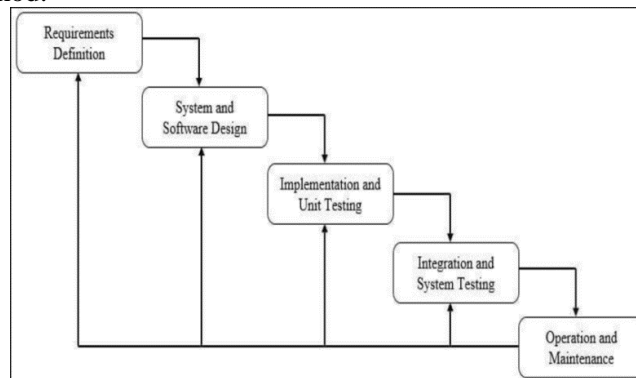 Requirements
Definition
System and
Software Design
Implementation and
Unit Testing
Integration and
System Testing
Operation and
Maintenance